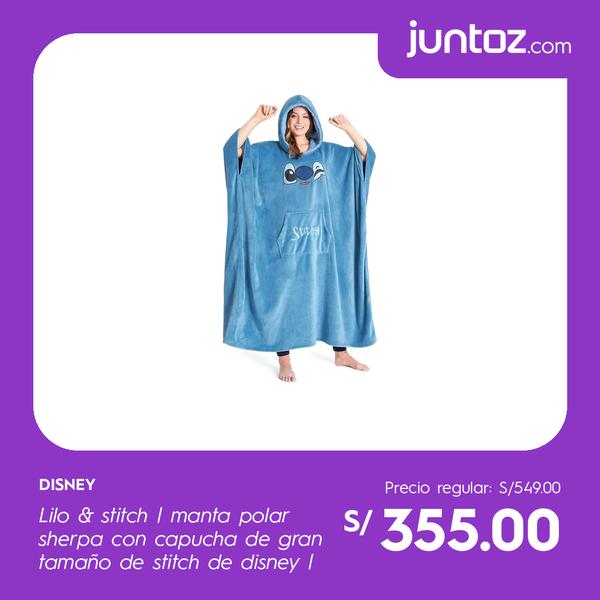 juntoz.com
Stitch
DISNEY
Lilo & stitch | manta polar
sherpa con capucha de gran
tamaño de stitch de disney |
Precio regular: S/549.00
S/ 355.00